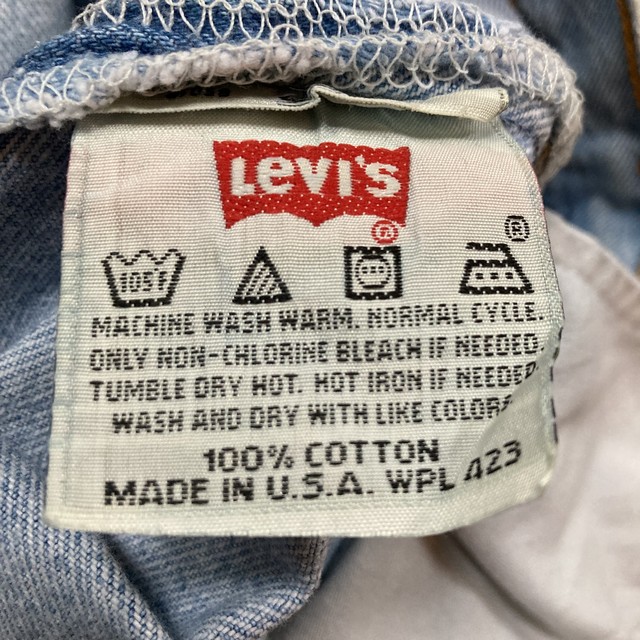 LEVI'S
®
®
105F
MACHINE WASH WARM. NORMAL CYCLE.
ONLY NON-CHLORINE BLEACH IF NEEDED.
TUMBLE DRY HOT. HOT IRON IF NEEDED.
WASH AND DRY WITH LIKE COLORS
100% COTTON
MADE IN U.S.A. WPL 423